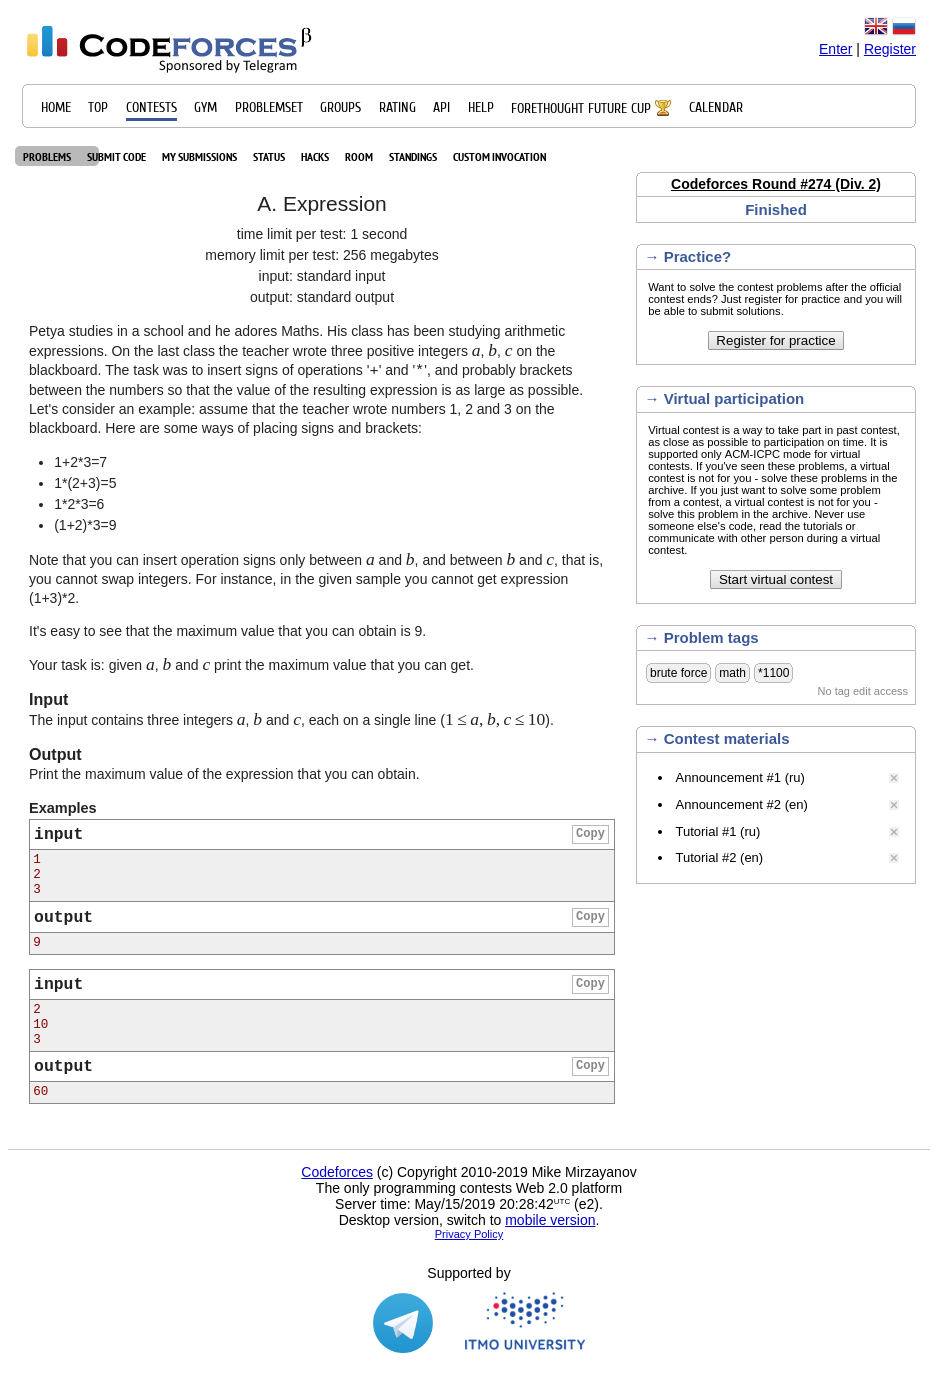 CODEFORCES β
Sponsored by Telegram
Enter | Register
HOME TOP CONTESTS GYM PROBLEMSET GROUPS RATING API HELP FORETHOUGHT FUTURE CUP CALENDAR
PROBLEMS SUBMIT CODE MY SUBMISSIONS STATUS HACKS ROOM STANDINGS CUSTOM INVOCATION
A. Expression
time limit per test: 1 second
memory limit per test: 256 megabytes
input: standard input
output: standard output
Petya studies in a school and he adores Maths. His class has been studying arithmetic
expressions. On the last class the teacher wrote three positive integers a, b, c on the
blackboard. The task was to insert signs of operations '+' and '*', and probably brackets
between the numbers so that the value of the resulting expression is as large as possible.
Let's consider an example: assume that the teacher wrote numbers 1, 2 and 3 on the
blackboard. Here are some ways of placing signs and brackets:
• 1+2*3=7
• 1*(2+3)=5
• 1*2*3=6
• (1+2)*3=9
Note that you can insert operation signs only between a and b, and between b and c, that is,
you cannot swap integers. For instance, in the given sample you cannot get expression
(1+3)*2.
It's easy to see that the maximum value that you can obtain is 9.
Your task is: given a, b and c print the maximum value that you can get.
Input
The input contains three integers a, b and c, each on a single line (1 ≤ a, b, c ≤ 10).
Output
Print the maximum value of the expression that you can obtain.
Examples
input Copy
1
2
3
output Copy
9
input Copy
2
10
3
output Copy
60
Codeforces Round #274 (Div. 2)
Finished
→ Practice?
Want to solve the contest problems after the official
contest ends? Just register for practice and you will
be able to submit solutions.
Register for practice
→ Virtual participation
Virtual contest is a way to take part in past contest,
as close as possible to participation on time. It is
supported only ACM-ICPC mode for virtual
contests. If you've seen these problems, a virtual
contest is not for you - solve these problems in the
archive. If you just want to solve some problem
from a contest, a virtual contest is not for you -
solve this problem in the archive. Never use
someone else's code, read the tutorials or
communicate with other person during a virtual
contest.
Start virtual contest
→ Problem tags
brute force math *1100
No tag edit access
→ Contest materials
• Announcement #1 (ru)
• Announcement #2 (en)
• Tutorial #1 (ru)
• Tutorial #2 (en)
Codeforces (c) Copyright 2010-2019 Mike Mirzayanov
The only programming contests Web 2.0 platform
Server time: May/15/2019 20:28:42UTC (e2).
Desktop version, switch to mobile version.
Privacy Policy
Supported by
ITMO UNIVERSITY